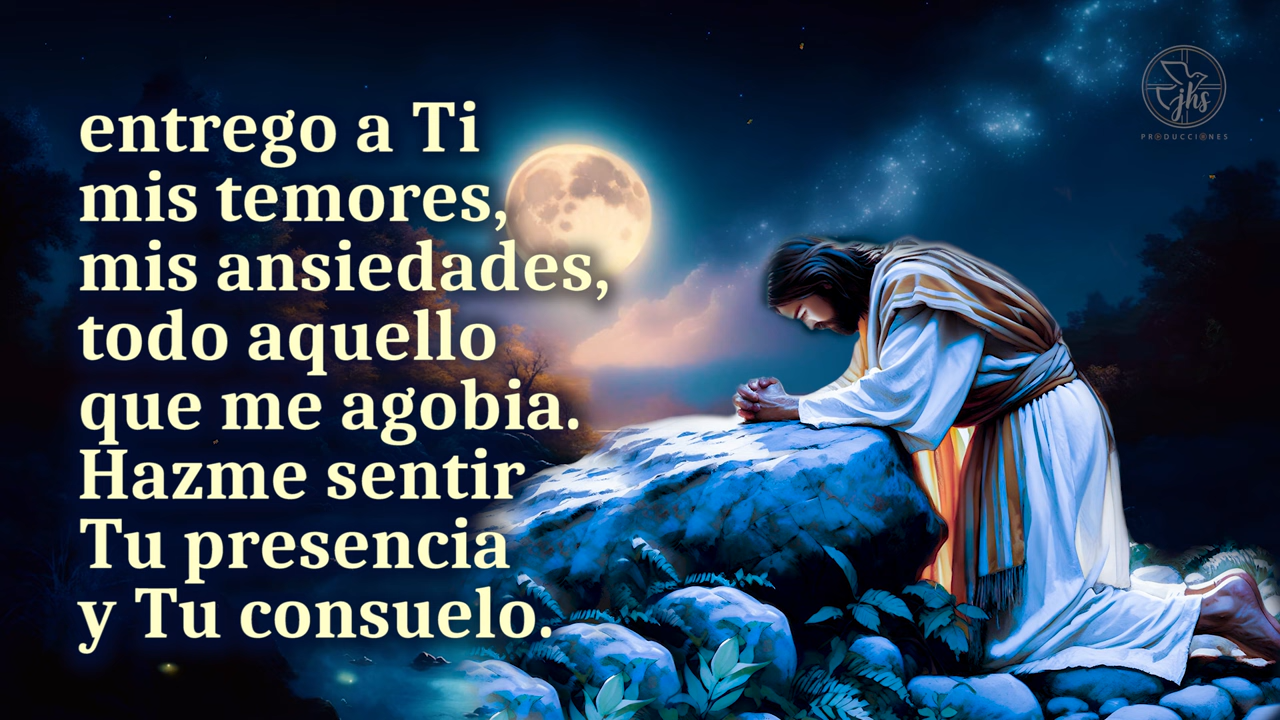 entrego a Ti
mis temores,
mis ansiedades,
todo aquello
que me agobia.
Hazme sentir
Tu presencia
y Tu consuelo.
jhs
PRODUCCIONES